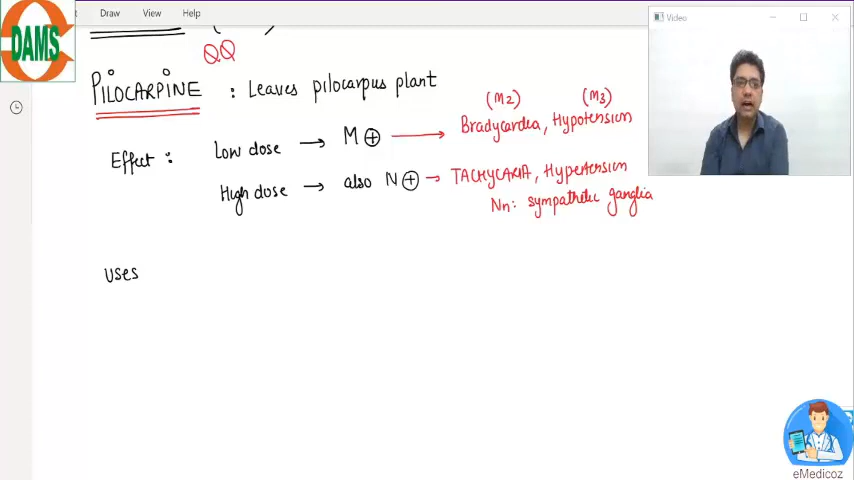 Draw View Help
Video
DAMS
QQ
PILOCARPINE : Leaves pilocarpus plant
(M2) (M3)
Effect : Low dose → M ⊕ → Bradycardia, Hypotension
High dose → also N ⊕ → TACHYCARIA, Hypertension
Nn: sympathetic ganglia
uses
eMedicoz